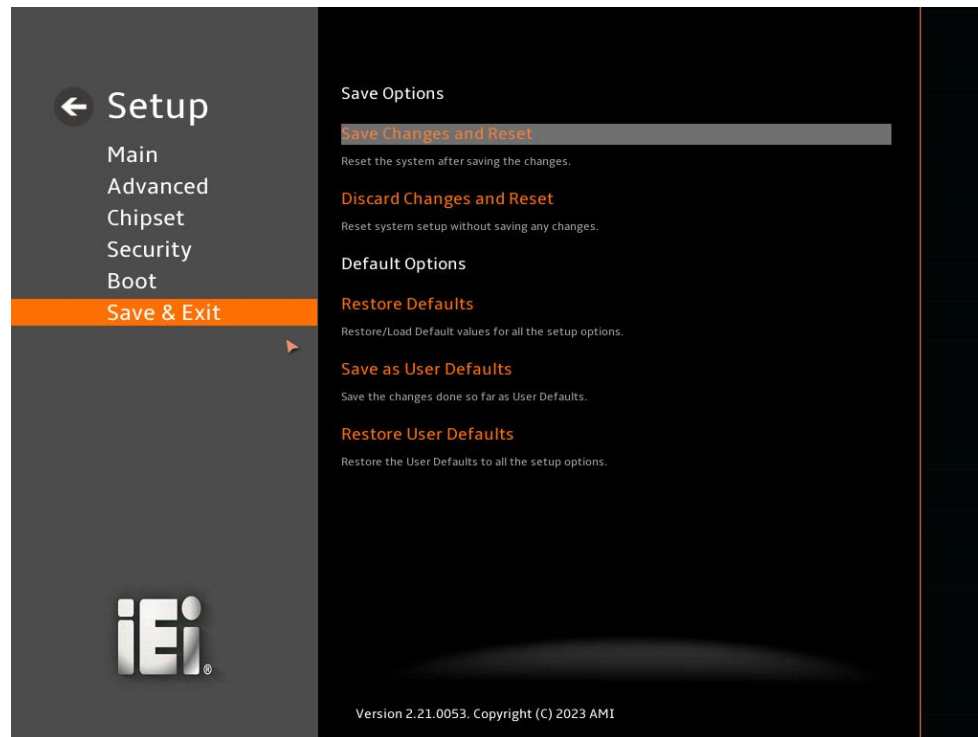 Setup
Main
Advanced
Chipset
Security
Boot
Save & Exit
iEi®
Save Options
Save Changes and Reset
Reset the system after saving the changes.
Discard Changes and Reset
Reset system setup without saving any changes.
Default Options
Restore Defaults
Restore/Load Default values for all the setup options.
Save as User Defaults
Save the changes done so far as User Defaults.
Restore User Defaults
Restore the User Defaults to all the setup options.
Version 2.21.0053. Copyright (C) 2023 AMI